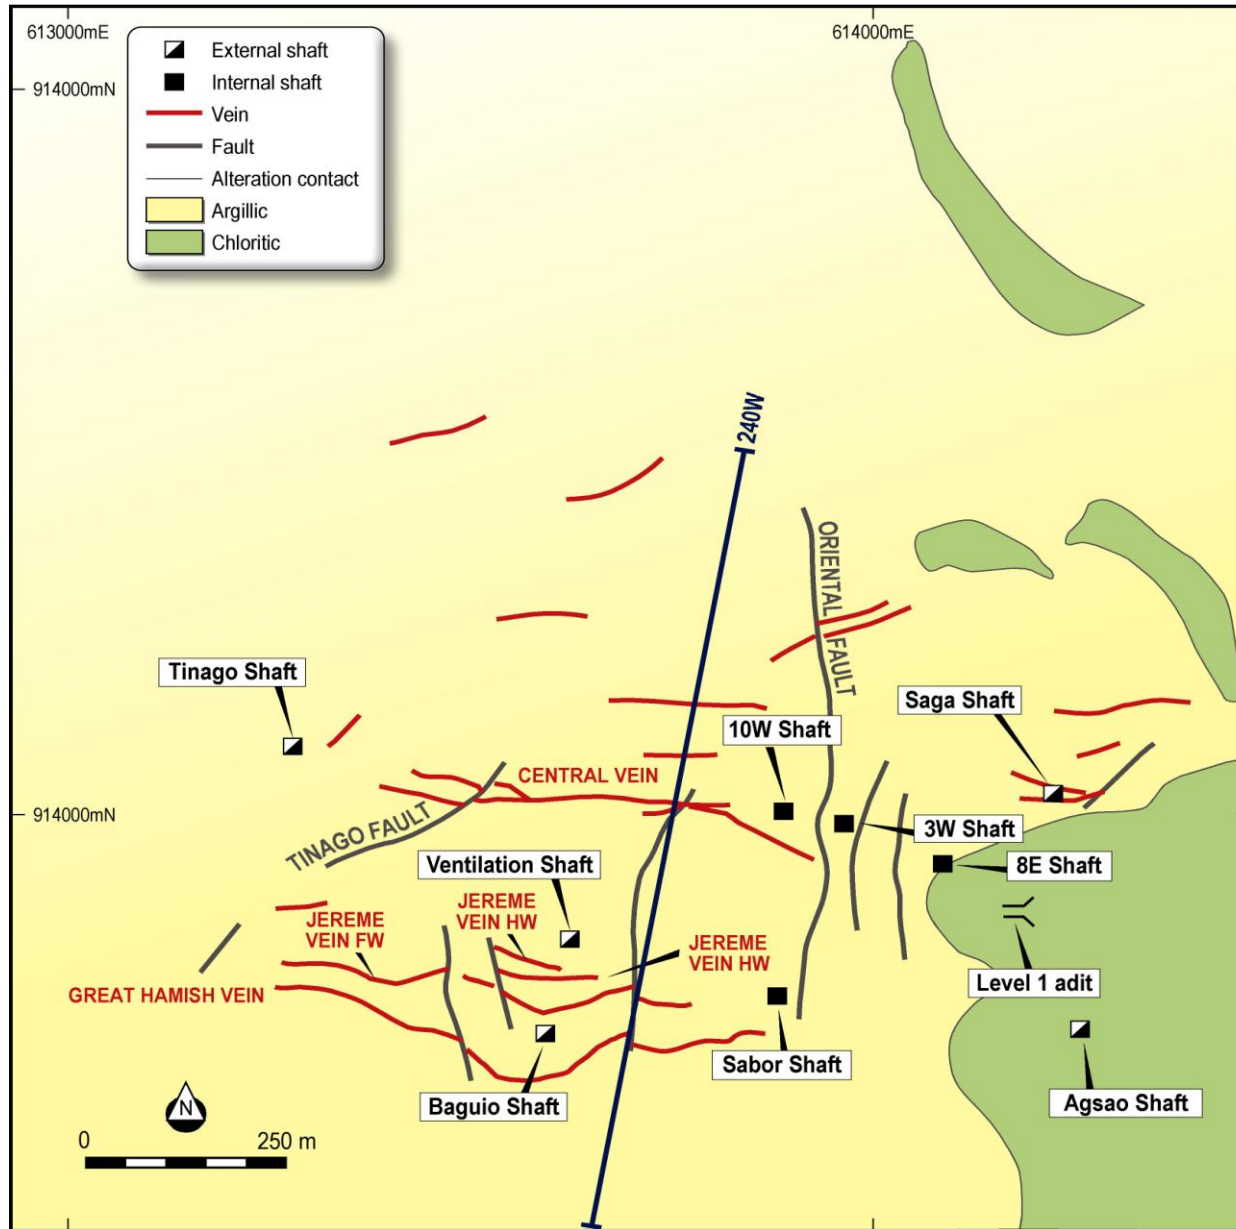 613000mE
614000mE
914000mN
External shaft
Internal shaft
Vein
Fault
Alteration contact
Argillic
Chloritic
240W
ORIENTAL FAULT
Tinago Shaft
Saga Shaft
10W Shaft
CENTRAL VEIN
914000mN
TINAGO FAULT
3W Shaft
Ventilation Shaft
8E Shaft
JEREME
VEIN HW
JEREME
VEIN FW
JEREME
VEIN HW
GREAT HAMISH VEIN
Level 1 adit
Sabor Shaft
Baguio Shaft
Agsao Shaft
N
0 250 m